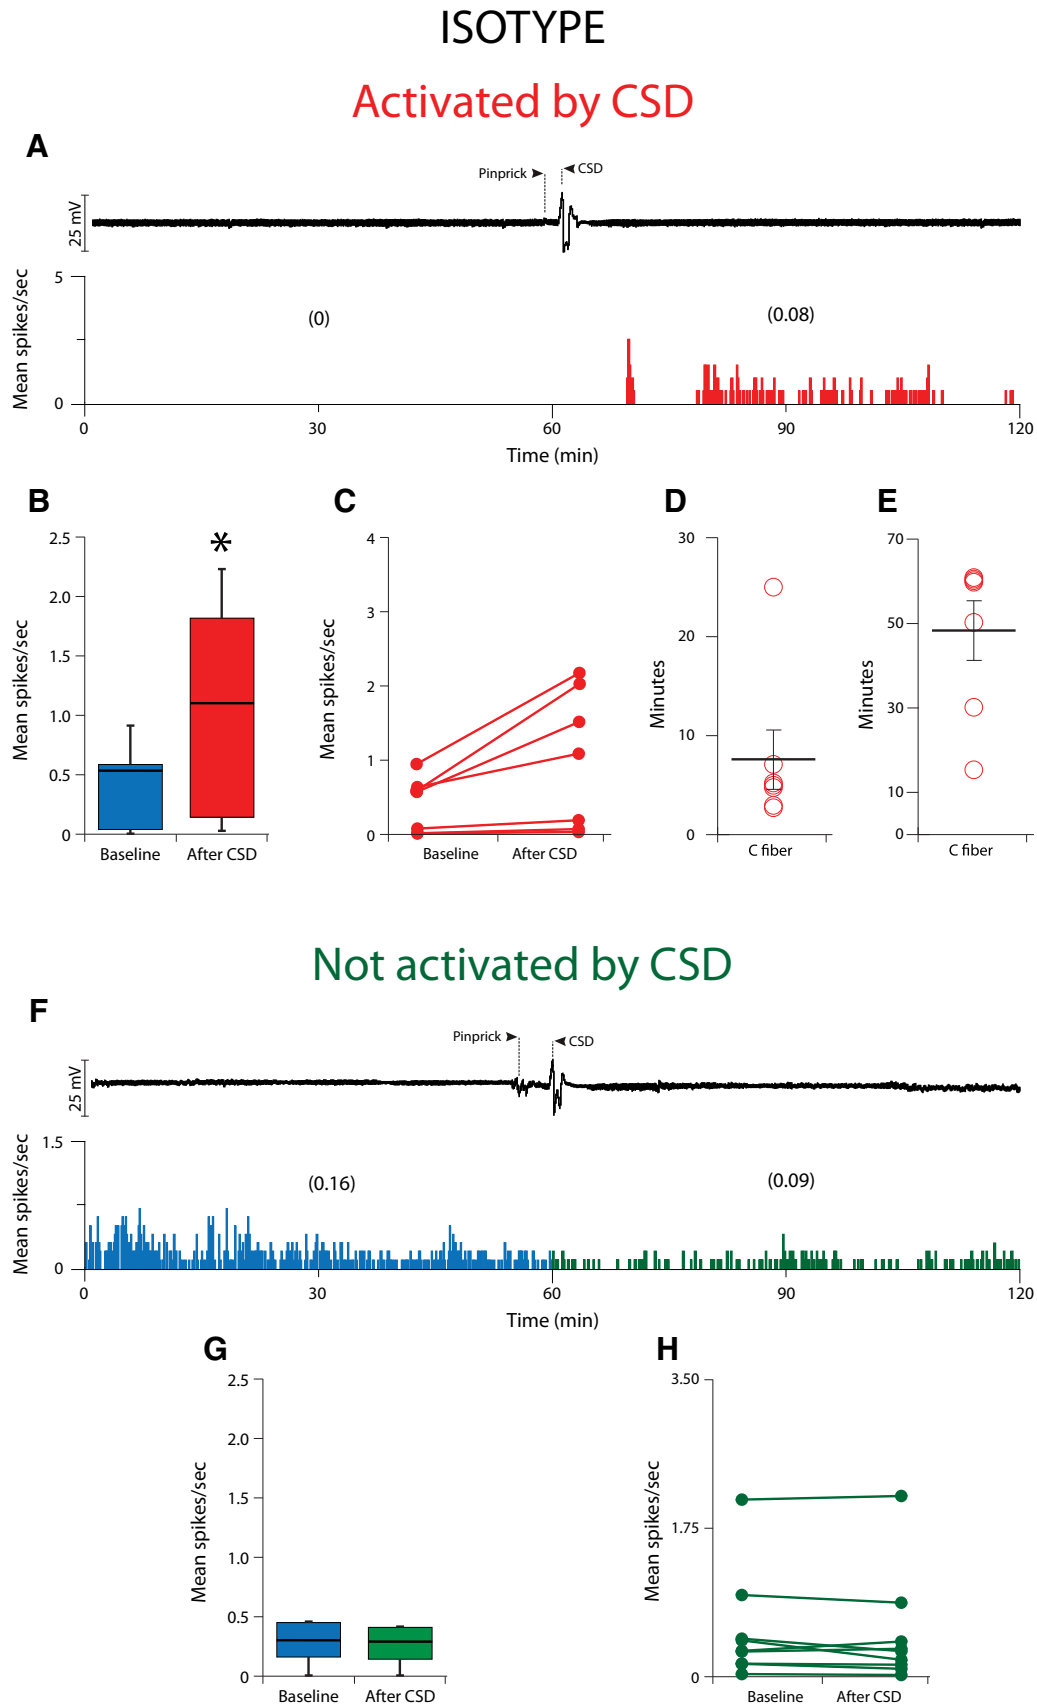 ISOTYPE
Activated by CSD
A
Pinprick
CSD
25 mV
Mean spikes/sec
5
0
(0)
(0.08)
0 30 60 90 120
Time (min)
B
Mean spikes/sec
2.5
2.0
1.5
1.0
0.5
0
*
Baseline After CSD
C
Mean spikes/sec
4
3
2
1
0
Baseline After CSD
D
Minutes
30
20
10
0
C fiber
E
Minutes
70
50
30
10
0
C fiber
Not activated by CSD
F
Pinprick
CSD
25 mV
Mean spikes/sec
1.5
0
(0.16)
(0.09)
0 30 60 90 120
Time (min)
G
Mean spikes/sec
2.5
2.0
1.5
1.0
0.5
0
Baseline After CSD
H
Mean spikes/sec
3.50
1.75
0
Baseline After CSD